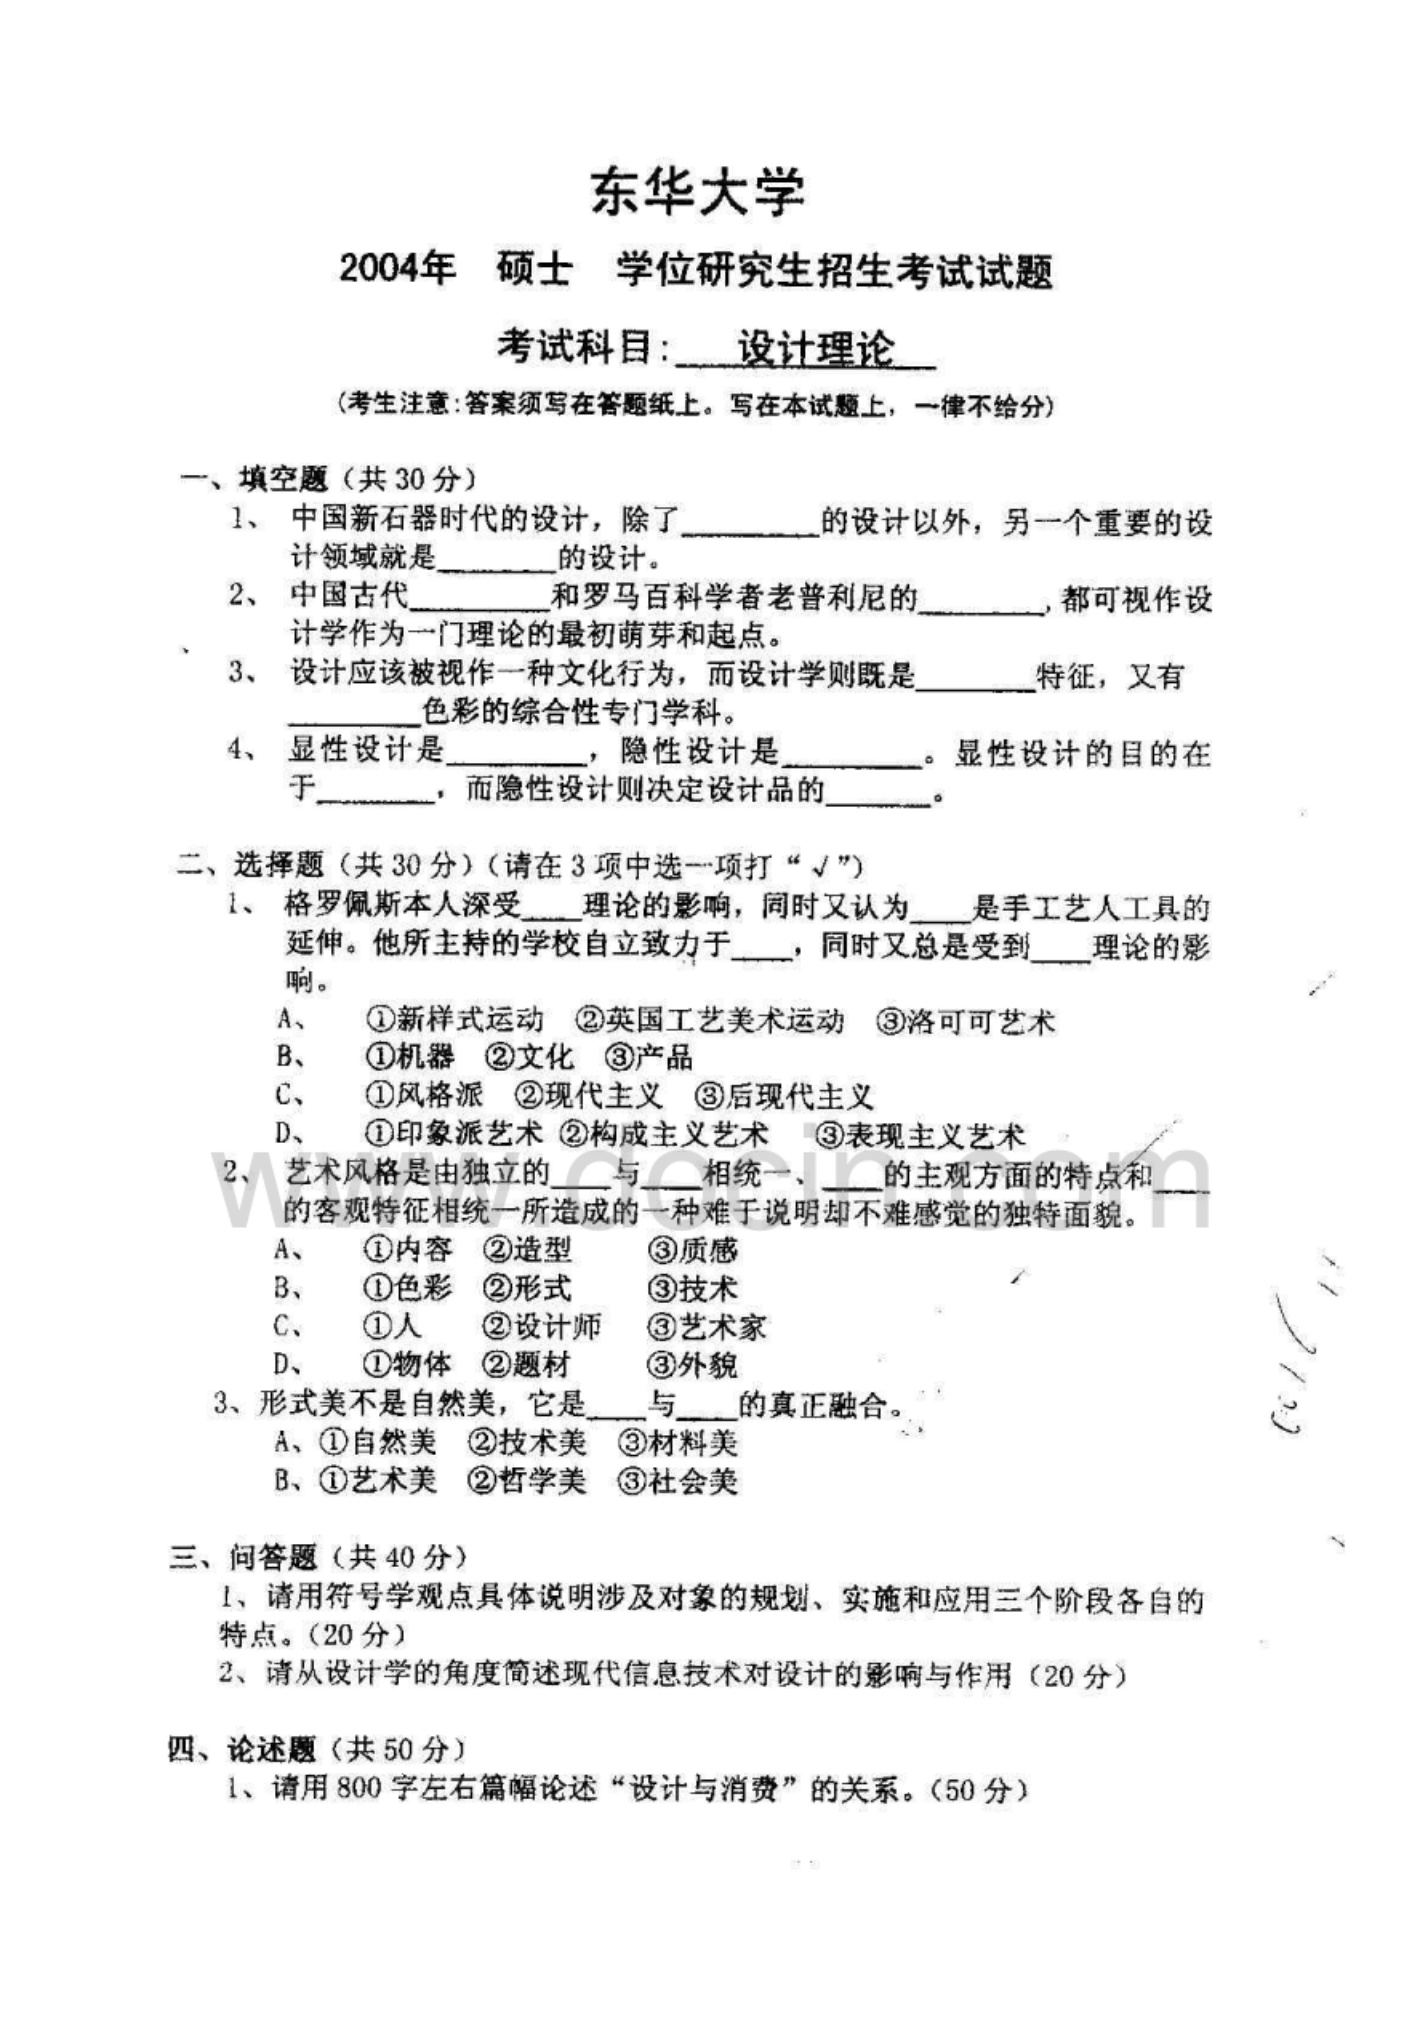 东华大学
2004年 硕士 学位研究生招生考试试题
考试科目:___设计理论__
(考生注意:答案须写在答题纸上。写在本试题上，一律不给分)
一、填空题（共30分）
1、 中国新石器时代的设计，除了_________的设计以外，另一个重要的设
计领域就是________的设计。
2、 中国古代_________和罗马百科学者老普利尼的________,都可视作设
计学作为一门理论的最初萌芽和起点。
3、 设计应该被视作一种文化行为，而设计学则既是________特征，又有
_________色彩的综合性专门学科。
4、 显性设计是_________，隐性设计是_________。显性设计的目的在
于________，而隐性设计则决定设计品的_______。
二、选择题（共30分）（请在3项中选一项打“√”）
1、 格罗佩斯本人深受____理论的影响，同时又认为____是手工艺人工具的
延伸。他所主持的学校自立致力于____，同时又总是受到____理论的影
响。
A、 ①新样式运动 ②英国工艺美术运动 ③洛可可艺术
B、 ①机器 ②文化 ③产品
C、 ①风格派 ②现代主义 ③后现代主义
D、 ①印象派艺术 ②构成主义艺术 ③表现主义艺术
2、 艺术风格是由独立的____与____相统一、____的主观方面的特点和____
的客观特征相统一所造成的一种难于说明却不难感觉的独特面貌。
A、 ①内容 ②造型 ③质感
B、 ①色彩 ②形式 ③技术
C、 ①人 ②设计师 ③艺术家
D、 ①物体 ②题材 ③外貌
3、形式美不是自然美，它是____与____的真正融合。
A、①自然美 ②技术美 ③材料美
B、①艺术美 ②哲学美 ③社会美
三、问答题（共40分）
1、请用符号学观点具体说明涉及对象的规划、实施和应用三个阶段各自的
特点。（20分）
2、请从设计学的角度简述现代信息技术对设计的影响与作用（20分）
四、论述题（共50分）
1、请用800字左右篇幅论述“设计与消费”的关系。（50分）
www.docin.com